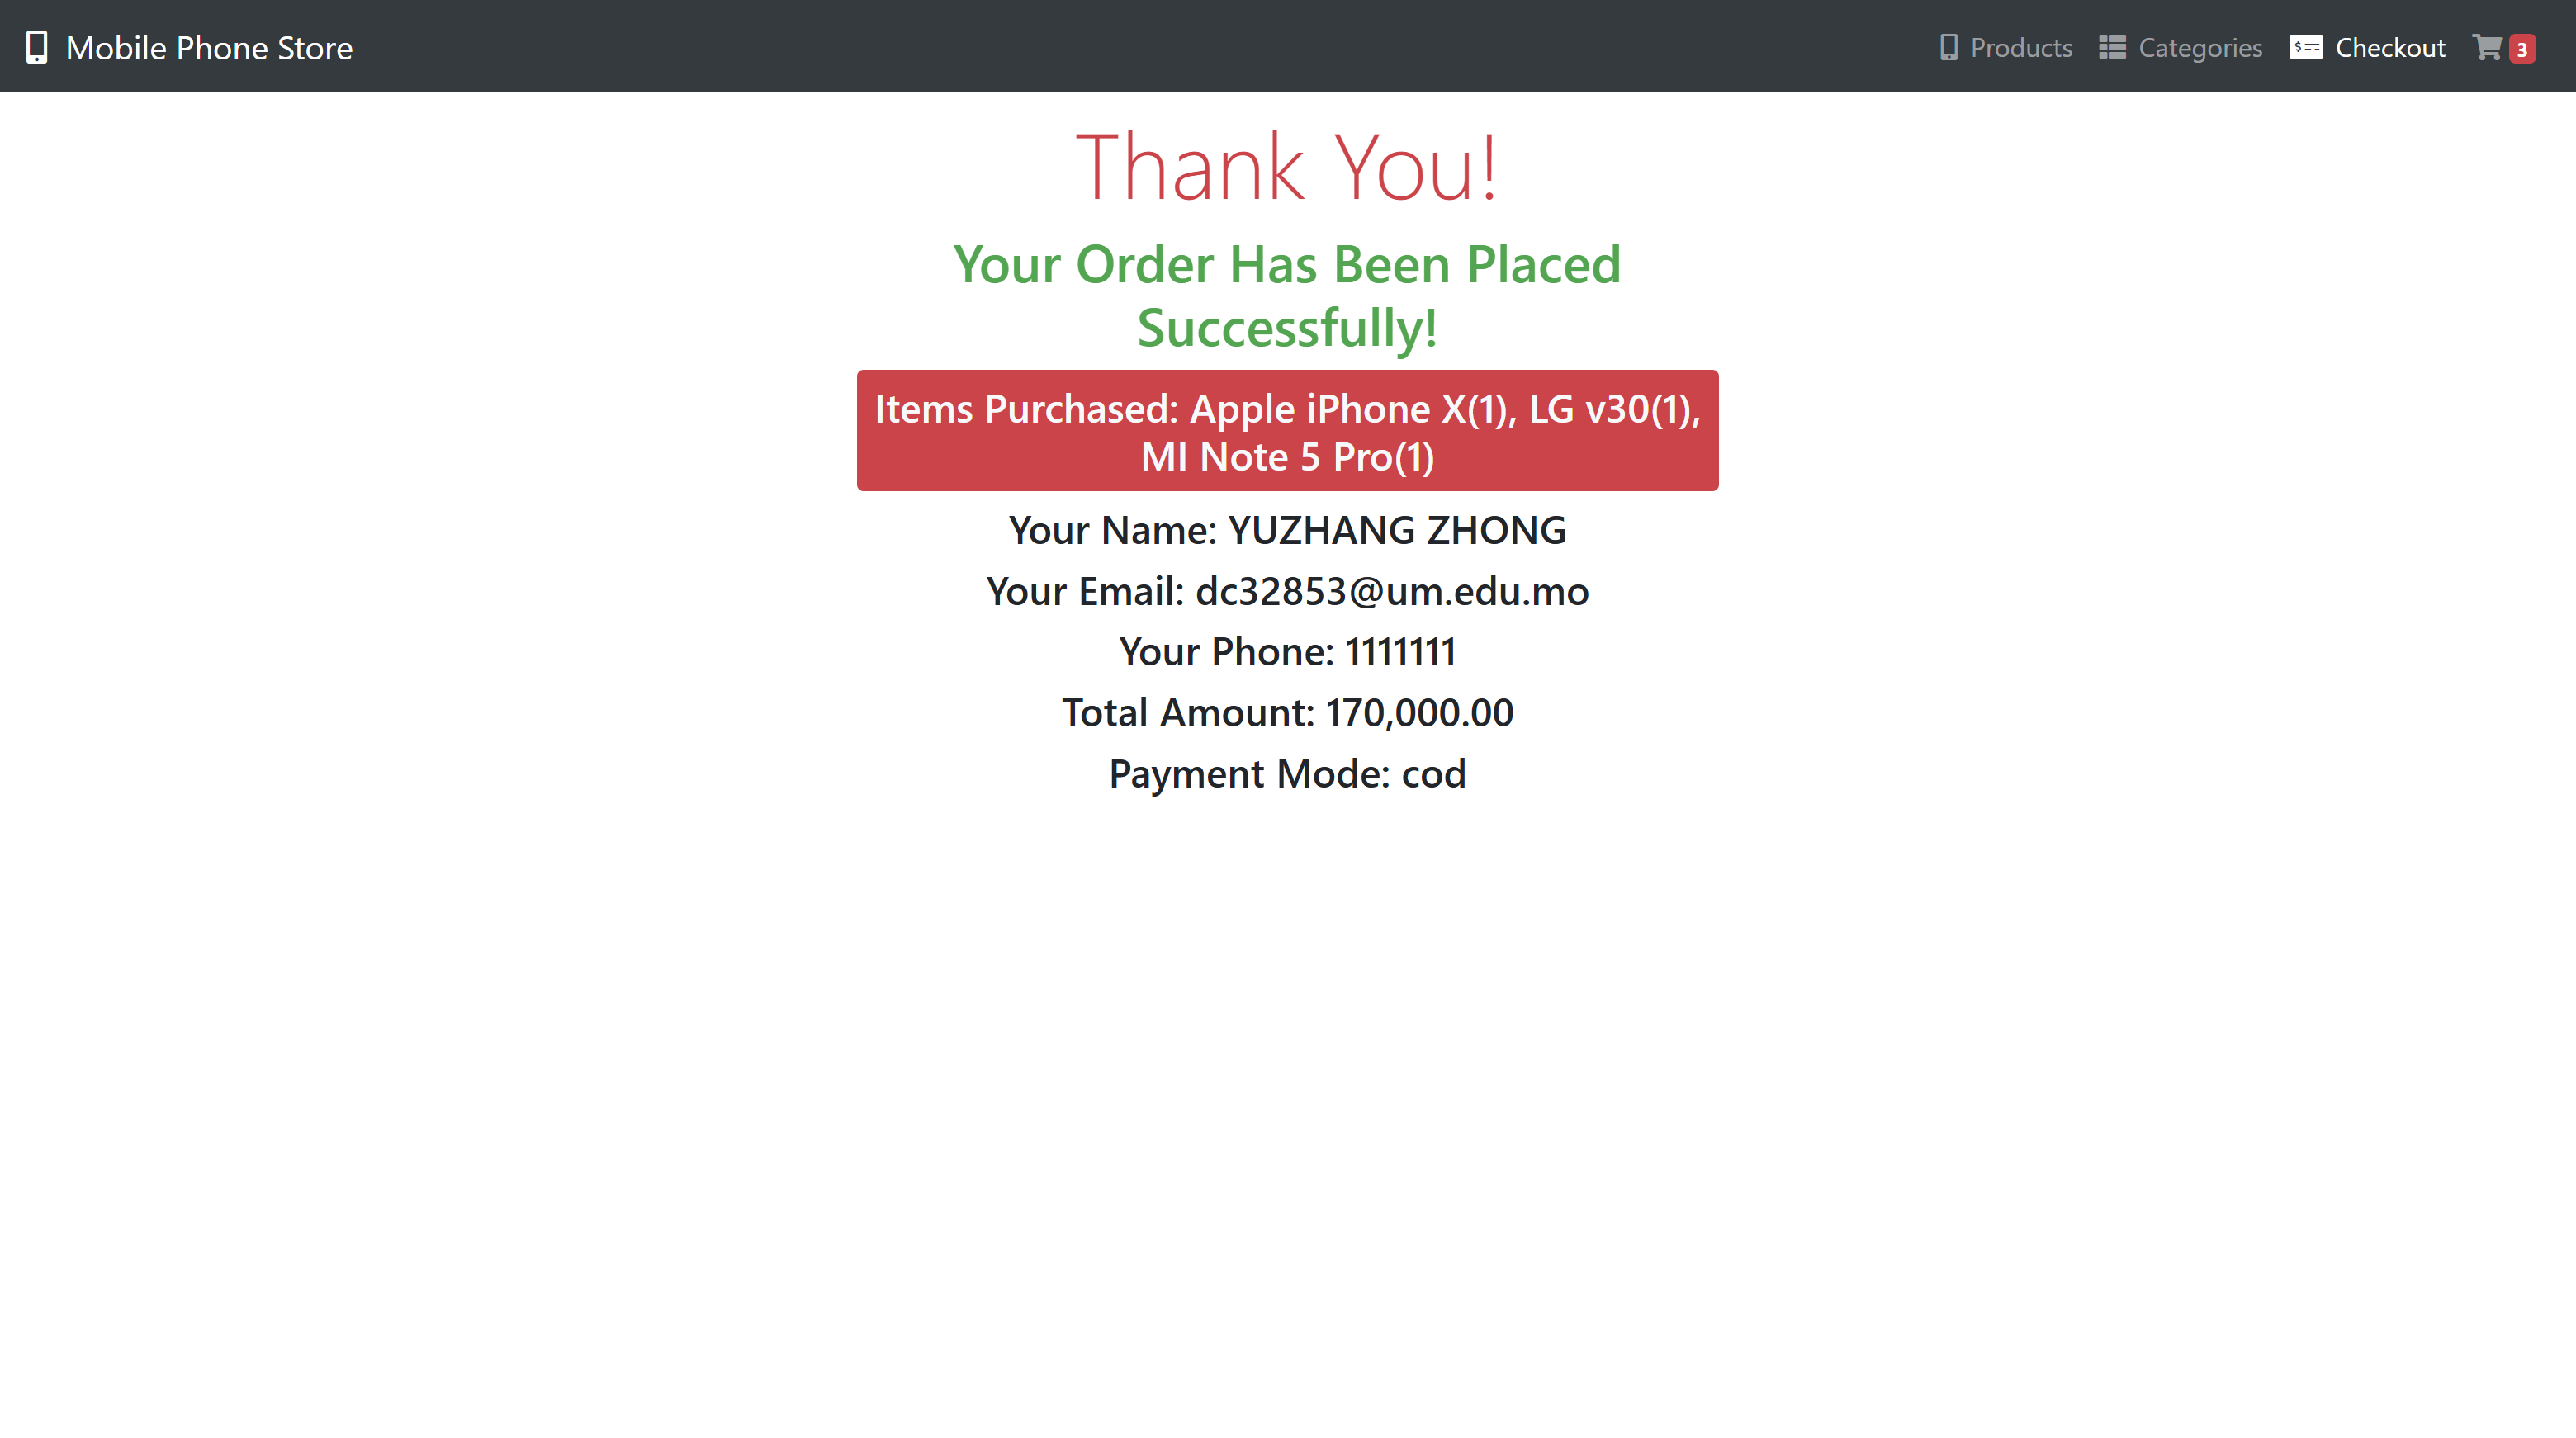 Mobile Phone Store
Products
Categories
Checkout
3
Thank You!
Your Order Has Been Placed
Successfully!
Items Purchased: Apple iPhone X(1), LG v30(1),
MI Note 5 Pro(1)
Your Name: YUZHANG ZHONG
Your Email: dc32853@um.edu.mo
Your Phone: 1111111
Total Amount: 170,000.00
Payment Mode: cod